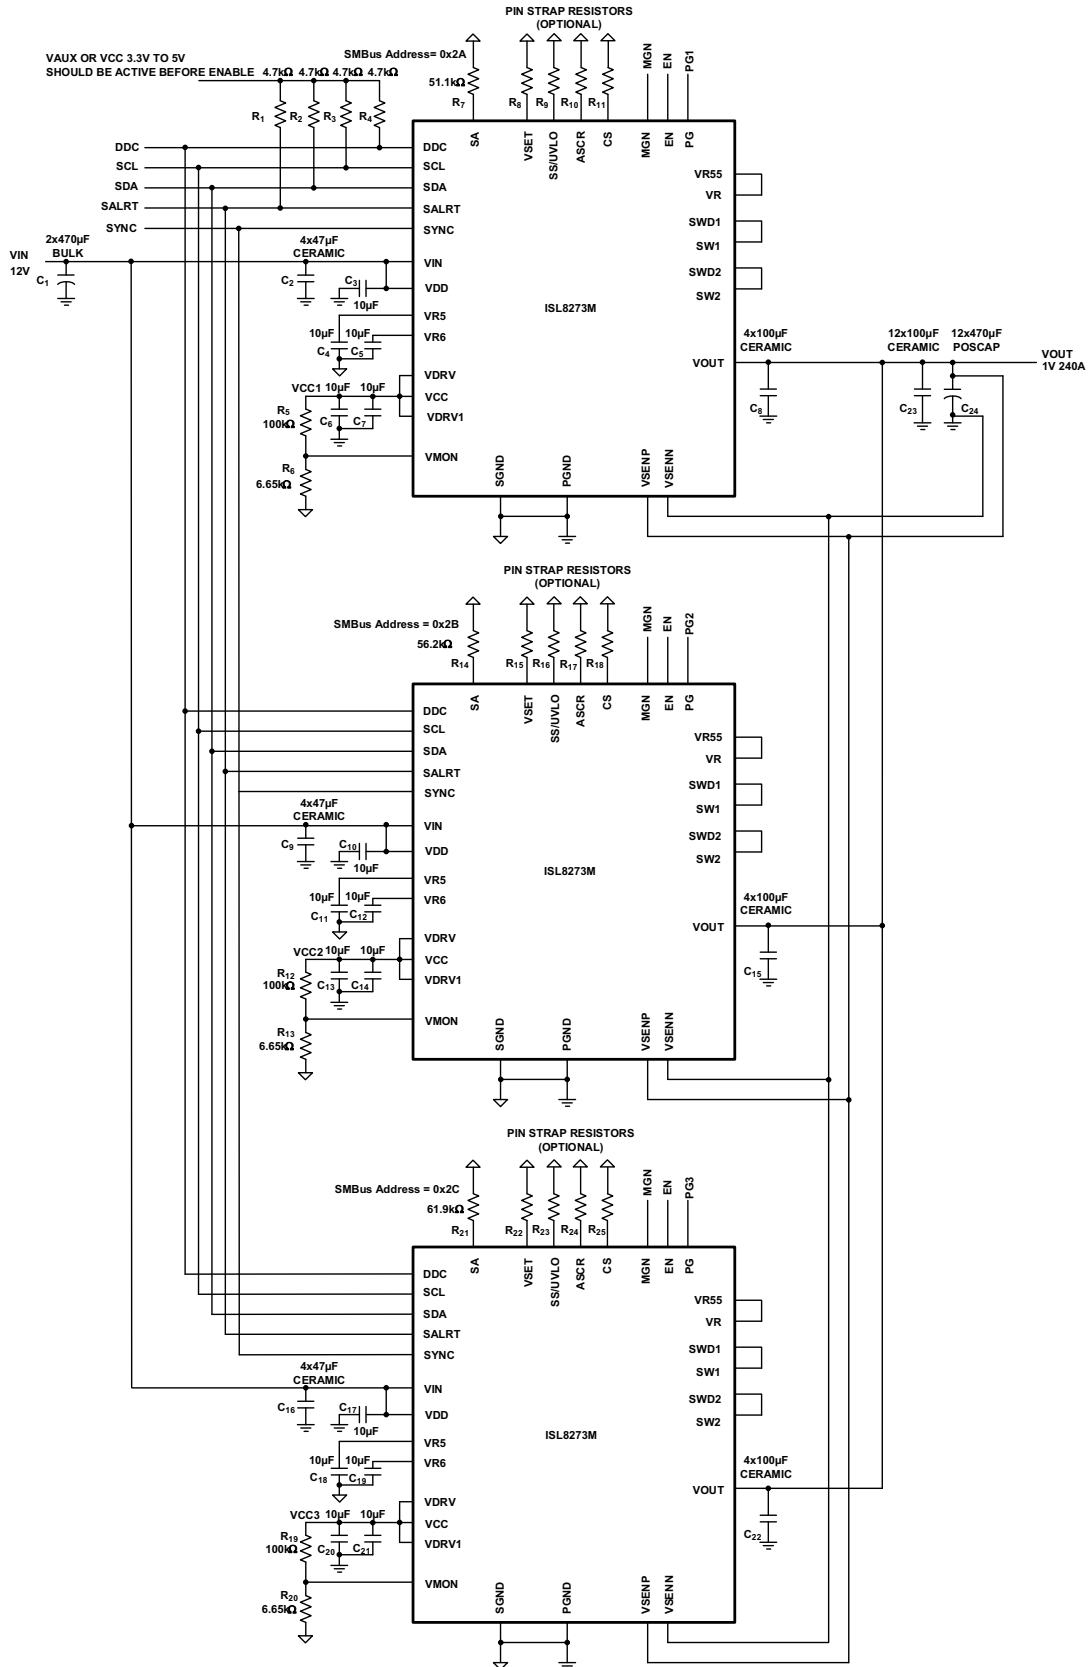 PIN STRAP RESISTORS
(OPTIONAL)
SMBus Address= 0x2A
51.1kΩ
R7
R8
R9
R10
R11
MGN
EN
PG1
VAUX OR VCC 3.3V TO 5V
SHOULD BE ACTIVE BEFORE ENABLE
4.7kΩ 4.7kΩ 4.7kΩ 4.7kΩ
R1
R2
R3
R4
DDC
SCL
SDA
SALRT
SYNC
VIN
12V
2x470µF
BULK
C1
4x47µF
CERAMIC
C2
C3
10µF
10µF
10µF
C4
C5
VCC1
10µF
10µF
C6
C7
R5
100kΩ
R6
6.65kΩ
SA
VSET
SS/UVLO
ASCR
CS
MGN
EN
PG
DDC
SCL
SDA
SALRT
SYNC
VIN
VDD
VR5
VR6
VDRV
VCC
VDRV1
VMON
ISL8273M
VR55
VR
SWD1
SW1
SWD2
SW2
VOUT
SGND
PGND
VSENP
VSENN
4x100µF
CERAMIC
C8
12x100µF
CERAMIC
C23
12x470µF
POSCAP
C24
VOUT
1V 240A
PIN STRAP RESISTORS
(OPTIONAL)
SMBus Address = 0x2B
56.2kΩ
R14
R15
R16
R17
R18
MGN
EN
PG2
4x47µF
CERAMIC
C9
C10
10µF
10µF
10µF
C11
C12
VCC2
10µF
10µF
C13
C14
R12
100kΩ
R13
6.65kΩ
SA
VSET
SS/UVLO
ASCR
CS
MGN
EN
PG
DDC
SCL
SDA
SALRT
SYNC
VIN
VDD
VR5
VR6
VDRV
VCC
VDRV1
VMON
ISL8273M
VR55
VR
SWD1
SW1
SWD2
SW2
VOUT
SGND
PGND
VSENP
VSENN
4x100µF
CERAMIC
C15
PIN STRAP RESISTORS
(OPTIONAL)
SMBus Address = 0x2C
61.9kΩ
R21
R22
R23
R24
R25
MGN
EN
PG3
4x47µF
CERAMIC
C16
C17
10µF
10µF
10µF
C18
C19
VCC3
10µF
10µF
C20
C21
R19
100kΩ
R20
6.65kΩ
SA
VSET
SS/UVLO
ASCR
CS
MGN
EN
PG
DDC
SCL
SDA
SALRT
SYNC
VIN
VDD
VR5
VR6
VDRV
VCC
VDRV1
VMON
ISL8273M
VR55
VR
SWD1
SW1
SWD2
SW2
VOUT
SGND
PGND
VSENP
VSENN
4x100µF
CERAMIC
C22